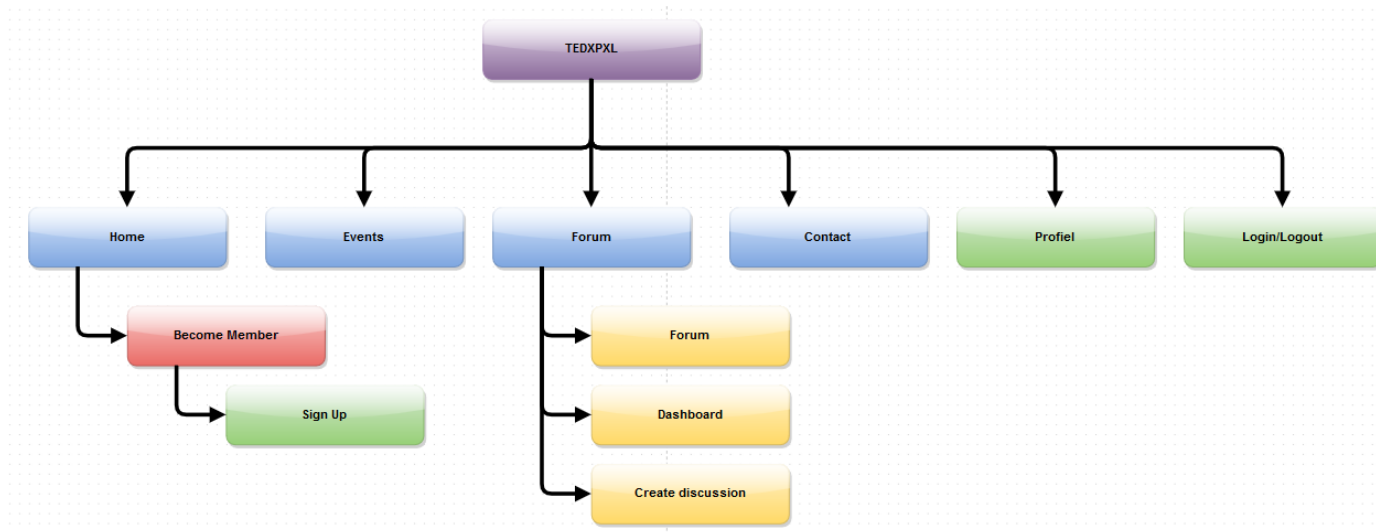 TEDXPXL
Home
Events
Forum
Contact
Profiel
Login/Logout
Become Member
Forum
Sign Up
Dashboard
Create discussion